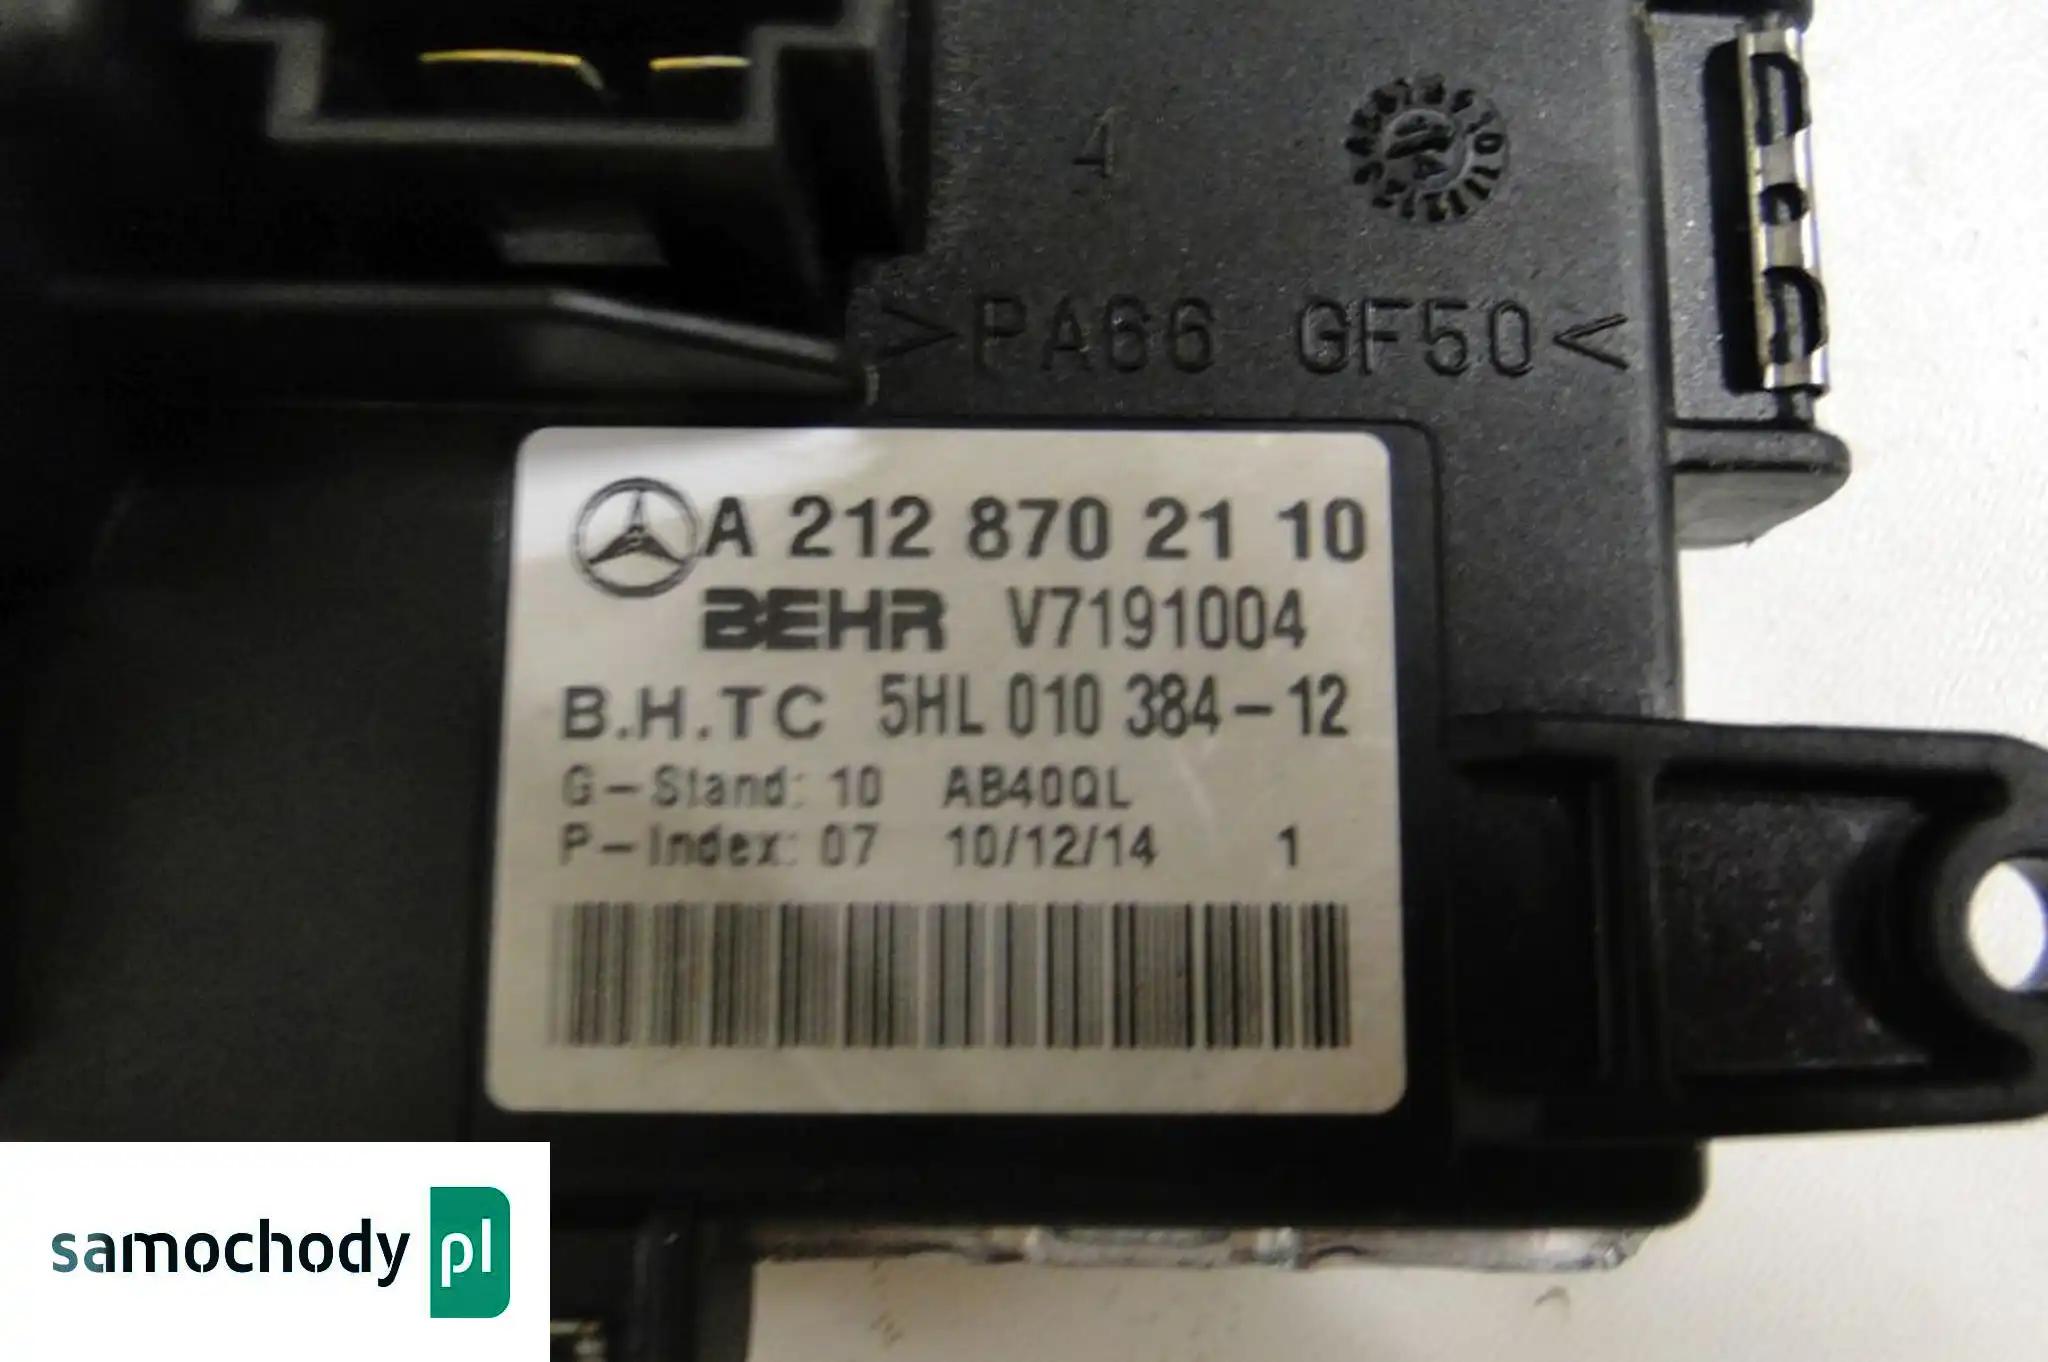 4
>PA66 GF50<
A 212 870 21 10
BEHR V7191004
B.H.TC 5HL 010 384-12
G-Stand: 10 AB40QL
P-Index: 07 10/12/14 1
samochody pl